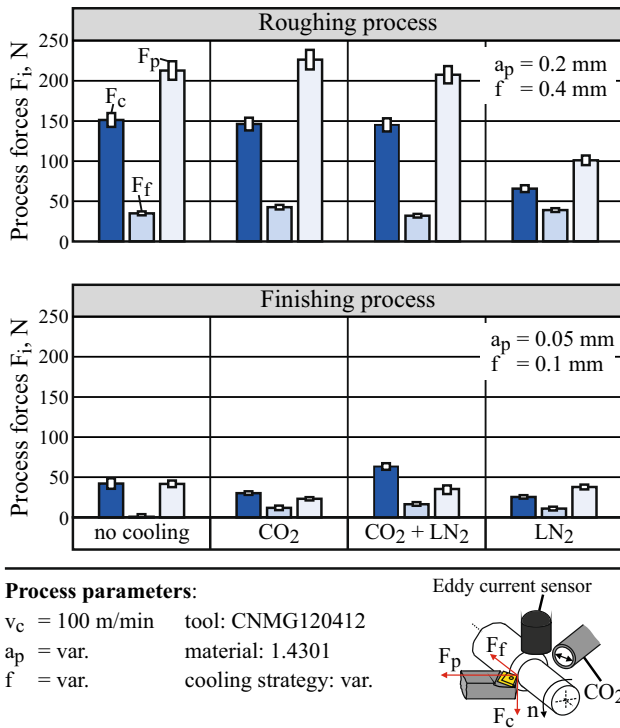 Roughing process
Process forces Fi, N
250
200
150
100
50
0
Fc
Ff
Fp
ap = 0.2 mm
f = 0.4 mm
Finishing process
Process forces Fi, N
250
200
150
100
50
0
ap = 0.05 mm
f = 0.1 mm
no cooling CO2 CO2 + LN2 LN2
Process parameters:
vc = 100 m/min tool: CNMG120412
ap = var. material: 1.4301
f = var. cooling strategy: var.
Eddy current sensor
Fp
Ff
Fc
n
CO2